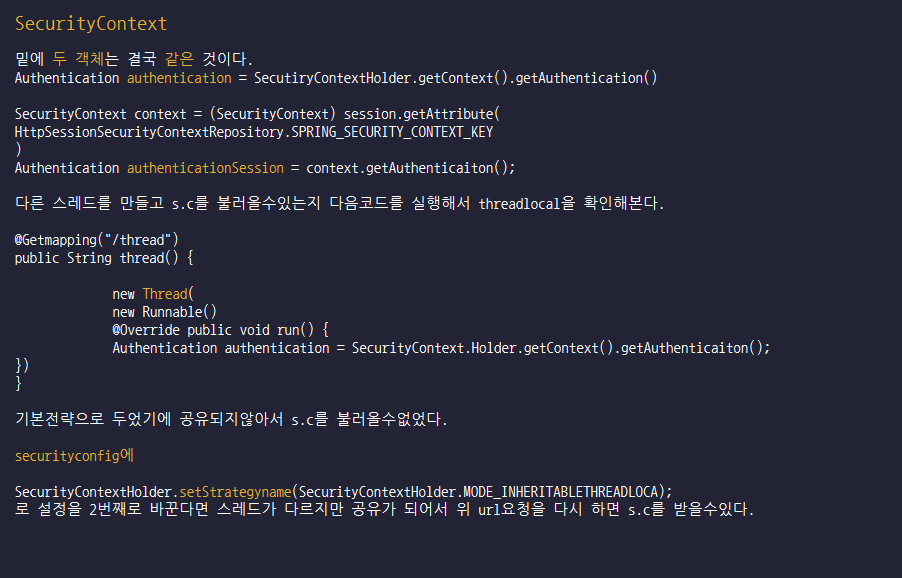 SecurityContext
밑에 두 객체는 결국 같은 것이다.
Authentication authentication = SecutiryContextHolder.getContext().getAuthentication()
SecurityContext context = (SecurityContext) session.getAttribute(
HttpSessionSecurityContextRepository.SPRING_SECURITY_CONTEXT_KEY
)
Authentication authenticationSession = context.getAuthenticaiton();
다른 스레드를 만들고 s.c를 불러올수있는지 다음코드를 실행해서 threadlocal을 확인해본다.
@Getmapping("/thread")
public String thread() {
new Thread(
new Runnable()
@Override public void run() {
Authentication authentication = SecurityContext.Holder.getContext().getAuthenticaiton();
})
}
기본전략으로 두었기에 공유되지않아서 s.c를 불러올수없었다.
securityconfig에
SecurityContextHolder.setStrategyname(SecurityContextHolder.MODE_INHERITABLETHREADLOCA);
로 설정을 2번째로 바꾼다면 스레드가 다르지만 공유가 되어서 위 url요청을 다시 하면 s.c를 받을수있다.